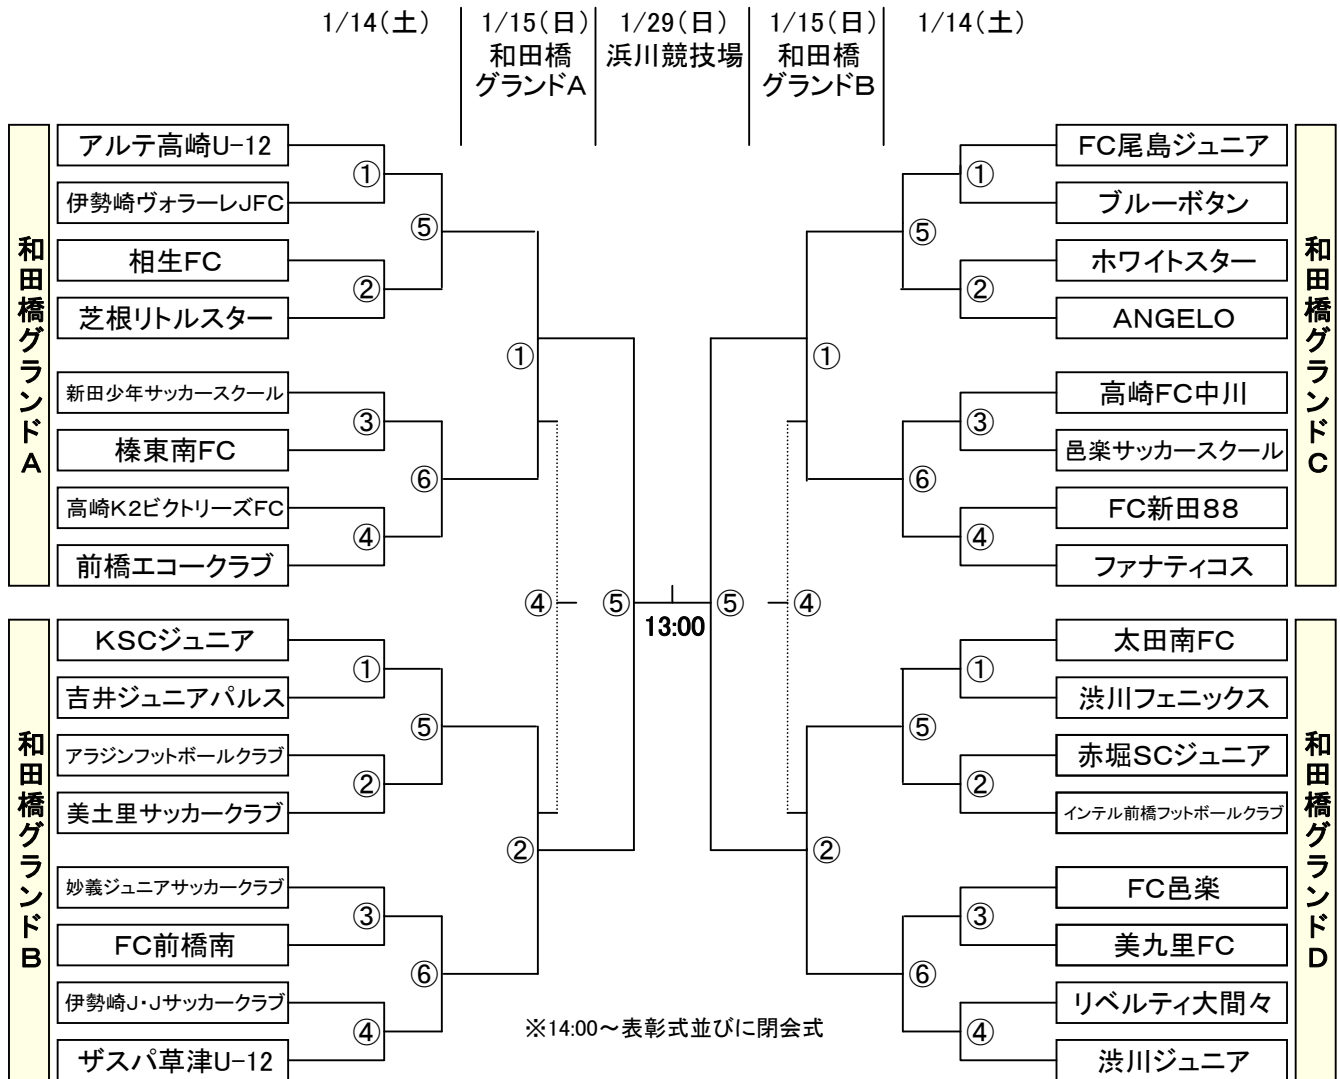 1/14(土) 1/15(日) 1/29(日) 1/15(日) 1/14(土)
和田橋 浜川競技場 和田橋
グランドA グランドB
和田橋グランドA
アルテ高崎U-12
①
伊勢崎ヴォラーレJFC
⑤
相生FC
②
芝根リトルスター
①
新田少年サッカースクール
③
榛東南FC
⑥
高崎K2ビクトリーズFC
④
前橋エコークラブ
和田橋グランドB
KSCジュニア
①
吉井ジュニアパルス
⑤
アラジンフットボールクラブ
②
美土里サッカークラブ
②
妙義ジュニアサッカークラブ
③
FC前橋南
⑥
伊勢崎J・Jサッカークラブ
④
ザスパ草津U-12
④ ⑤ ⑤ ④
13:00
※14:00～表彰式並びに閉会式
和田橋グランドC
FC尾島ジュニア
①
ブルーボタン
⑤
ホワイトスター
②
ANGELO
①
高崎FC中川
③
邑楽サッカースクール
⑥
FC新田88
④
ファナティコス
和田橋グランドD
太田南FC
①
渋川フェニックス
⑤
赤堀SCジュニア
②
インテル前橋フットボールクラブ
②
FC邑楽
③
美九里FC
⑥
リベルティ大間々
④
渋川ジュニア